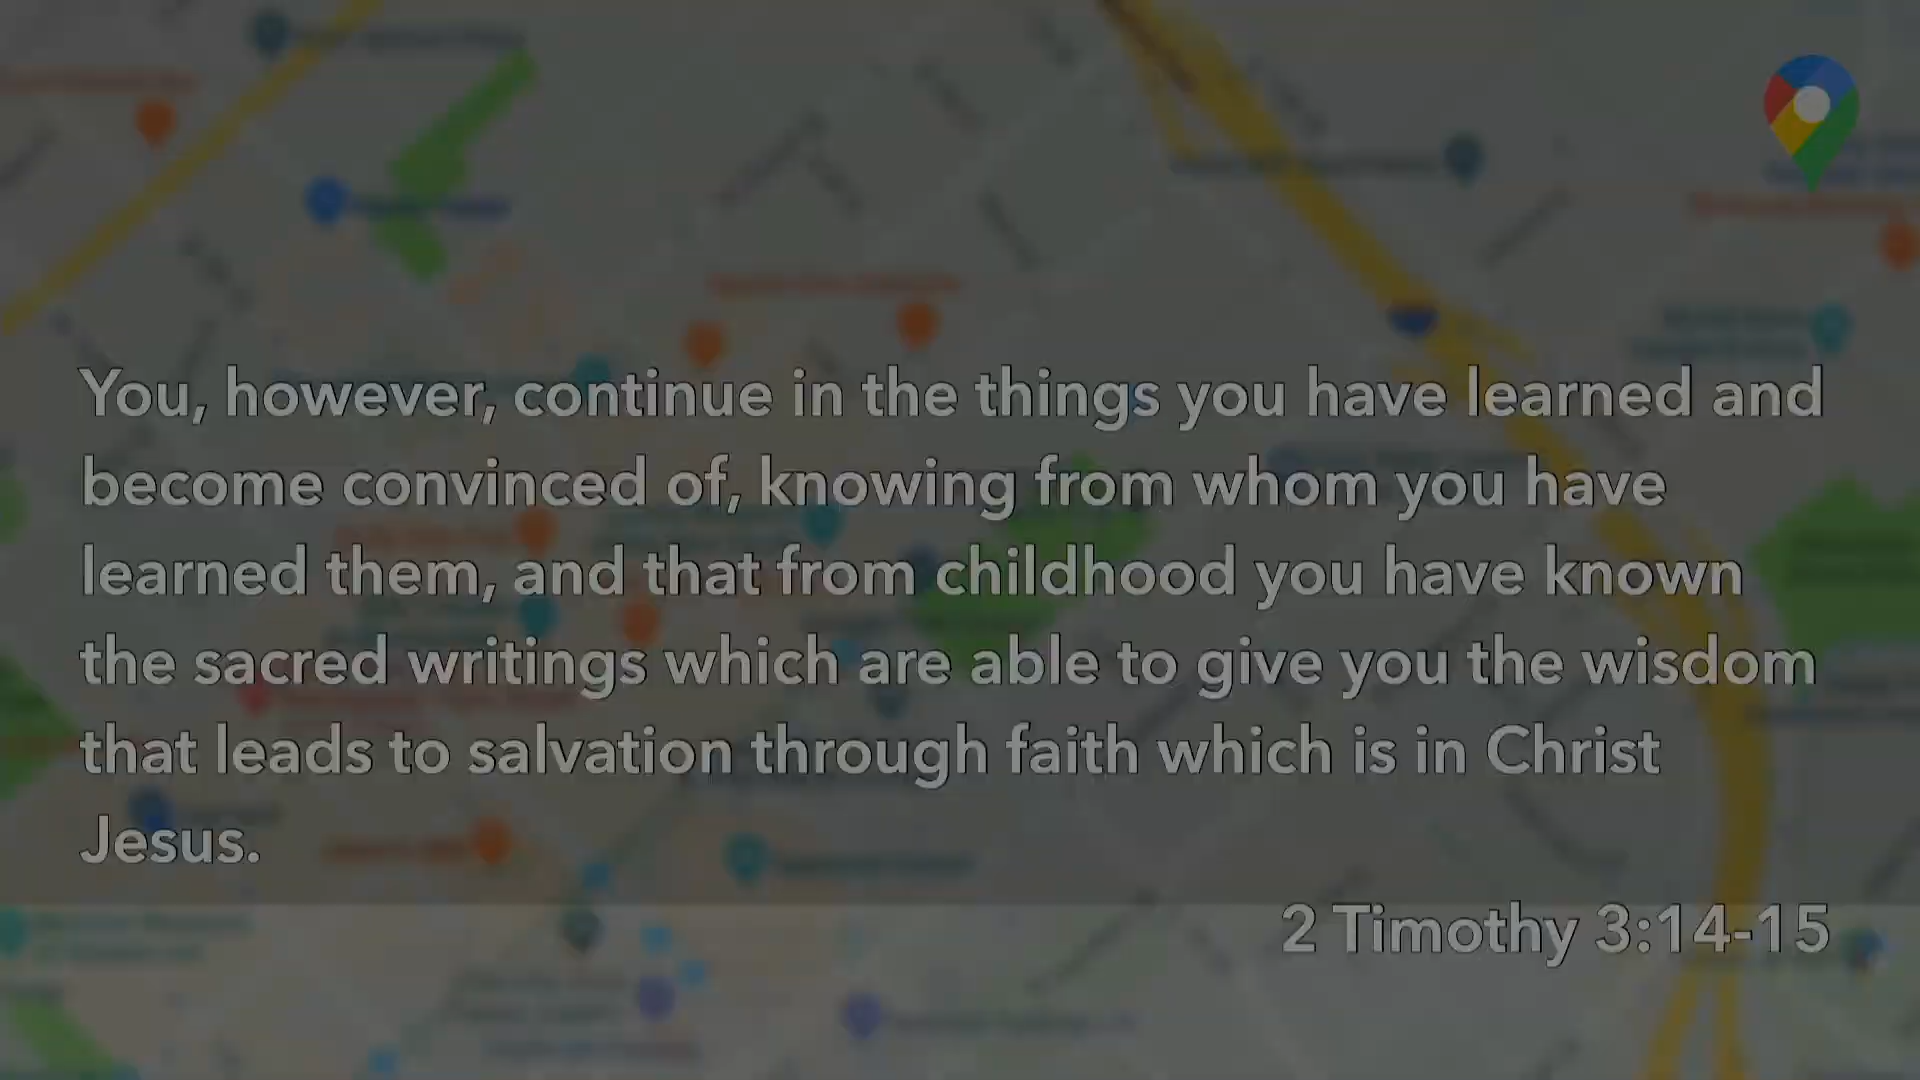 You, however, continue in the things you have learned and
become convinced of, knowing from whom you have
learned them, and that from childhood you have known
the sacred writings which are able to give you the wisdom
that leads to salvation through faith which is in Christ
Jesus.
2 Timothy 3:14-15